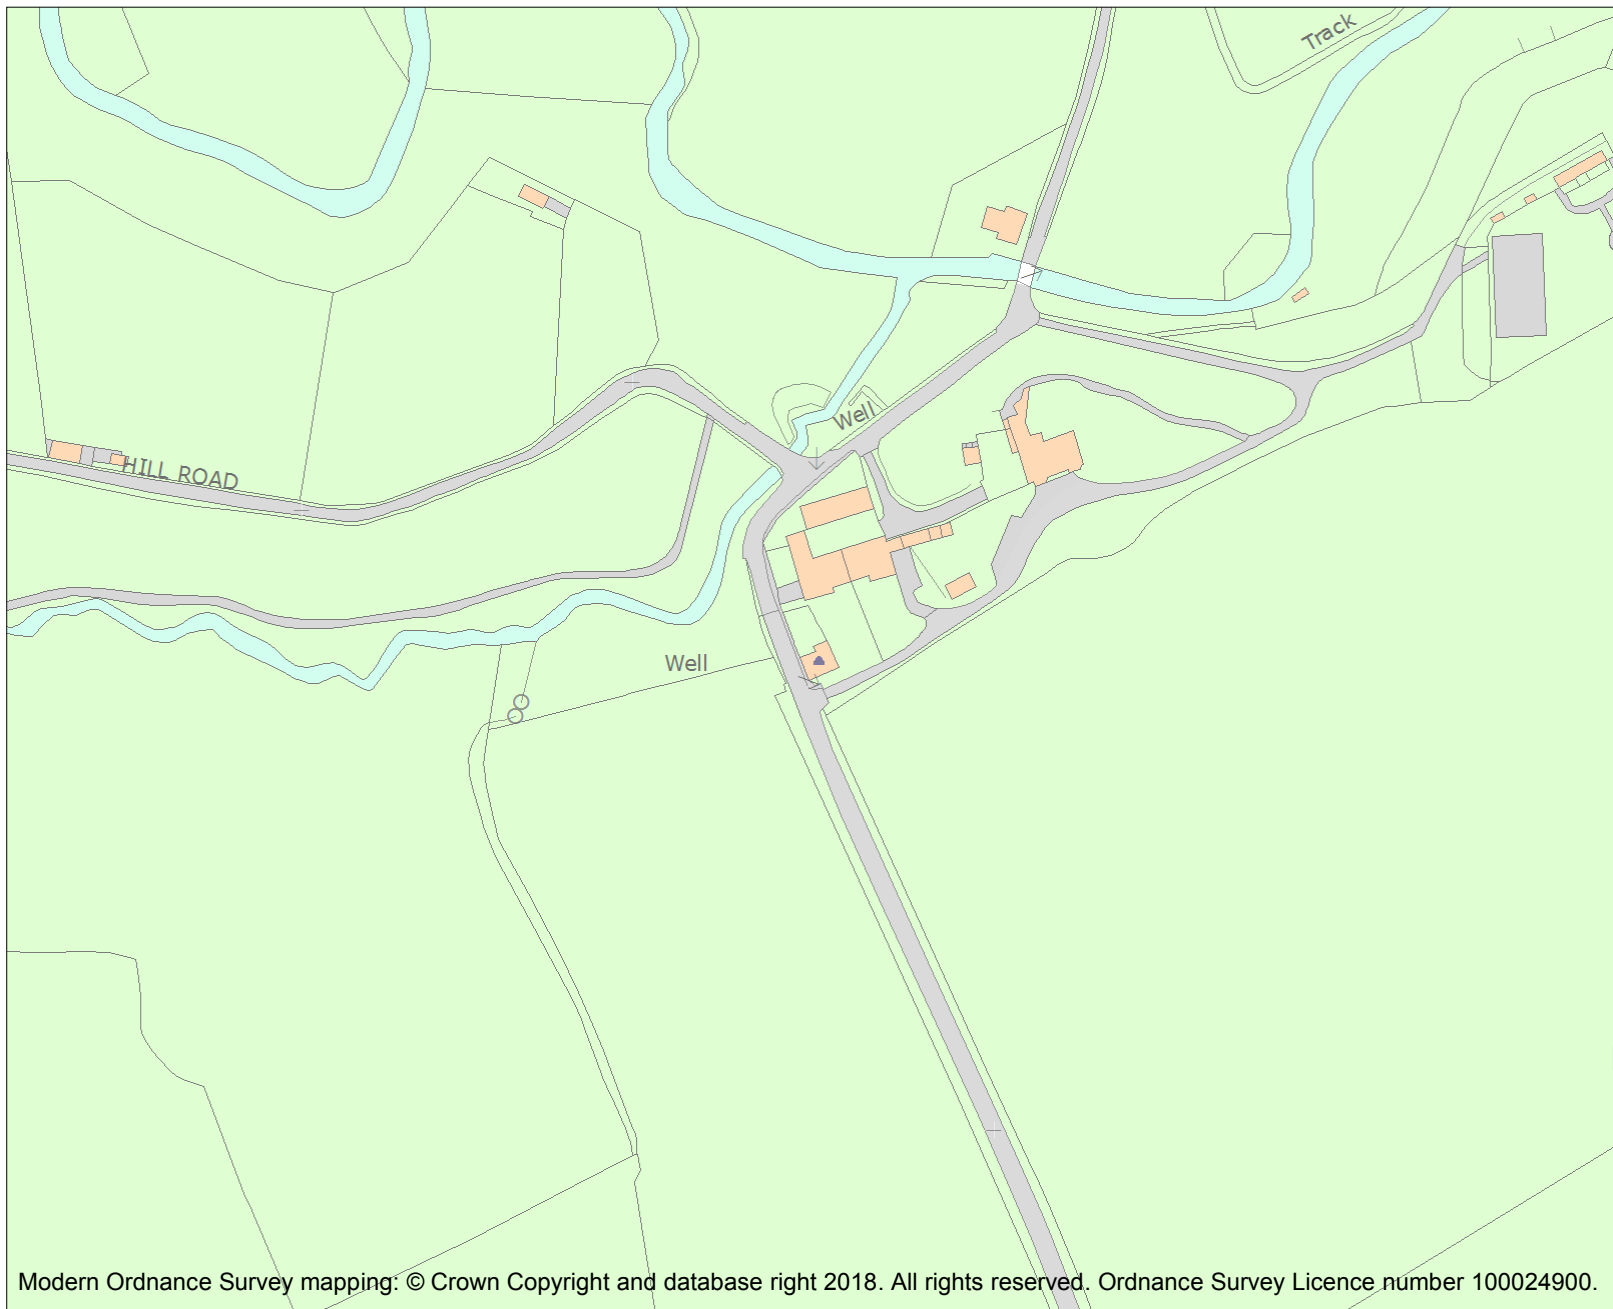 Track
Well
HILL ROAD
Well
Modern Ordnance Survey mapping: © Crown Copyright and database right 2018. All rights reserved. Ordnance Survey Licence number 100024900.